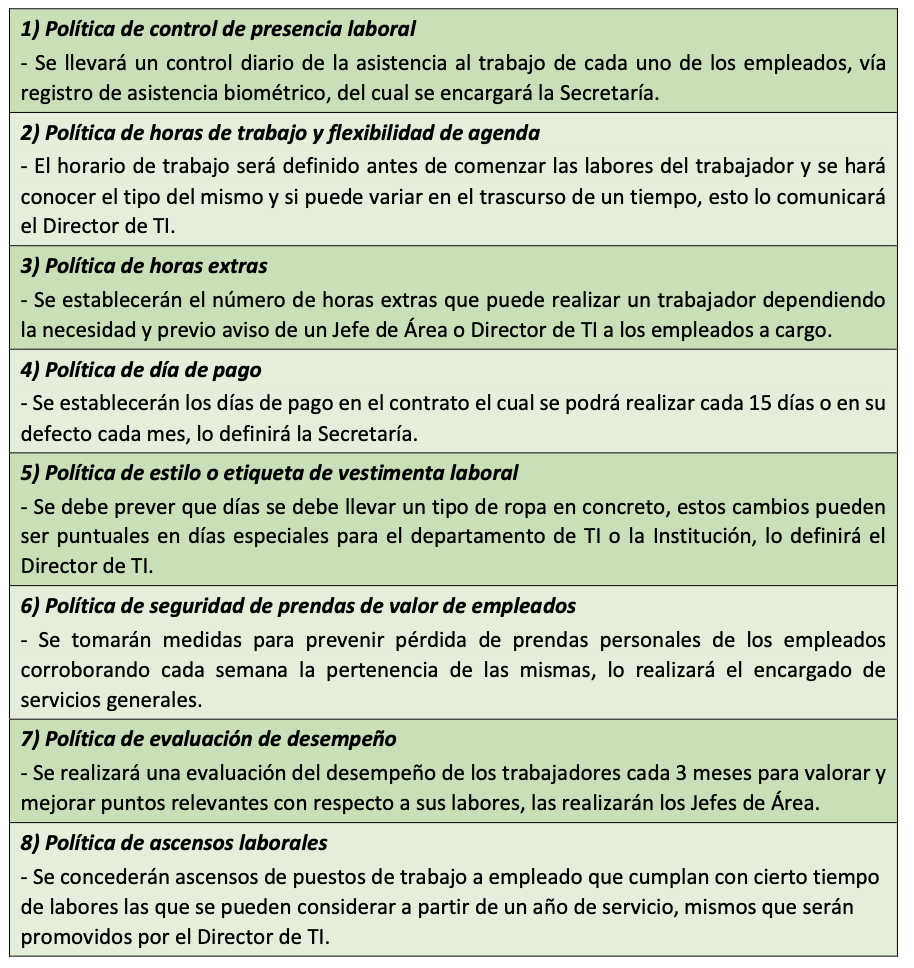 1) Política de control de presencia laboral
- Se llevará un control diario de la asistencia al trabajo de cada uno de los empleados, vía
registro de asistencia biométrico, del cual se encargará la Secretaría.
2) Política de horas de trabajo y flexibilidad de agenda
- El horario de trabajo será definido antes de comenzar las labores del trabajador y se hará
conocer el tipo del mismo y si puede variar en el trascurso de un tiempo, esto lo comunicará
el Director de TI.
3) Política de horas extras
- Se establecerán el número de horas extras que puede realizar un trabajador dependiendo
la necesidad y previo aviso de un Jefe de Área o Director de TI a los empleados a cargo.
4) Política de día de pago
- Se establecerán los días de pago en el contrato el cual se podrá realizar cada 15 días o en su
defecto cada mes, lo definirá la Secretaría.
5) Política de estilo o etiqueta de vestimenta laboral
- Se debe prever que días se debe llevar un tipo de ropa en concreto, estos cambios pueden
ser puntuales en días especiales para el departamento de TI o la Institución, lo definirá el
Director de TI.
6) Política de seguridad de prendas de valor de empleados
- Se tomarán medidas para prevenir pérdida de prendas personales de los empleados
corroborando cada semana la pertenencia de las mismas, lo realizará el encargado de
servicios generales.
7) Política de evaluación de desempeño
- Se realizará una evaluación del desempeño de los trabajadores cada 3 meses para valorar y
mejorar puntos relevantes con respecto a sus labores, las realizarán los Jefes de Área.
8) Política de ascensos laborales
- Se concederán ascensos de puestos de trabajo a empleado que cumplan con cierto tiempo
de labores las que se pueden considerar a partir de un año de servicio, mismos que serán
promovidos por el Director de TI.